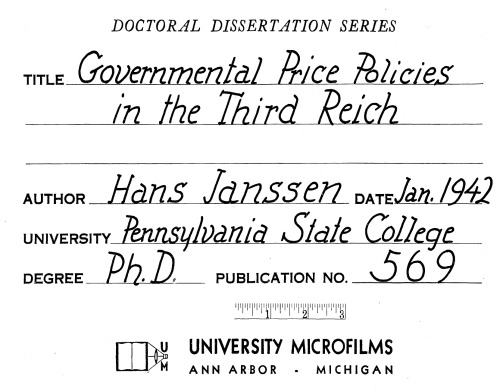 DOCTORAL DISSERTATION SERIES
TITLE Governmental Price Policies
in the Third Reich
AUTHOR Hans Janssen DATE Jan. 1942
UNIVERSITY Pennsylvania State College
DEGREE Ph.D. PUBLICATION NO. 569
1 2 3
UM UNIVERSITY MICROFILMS
ANN ARBOR - MICHIGAN